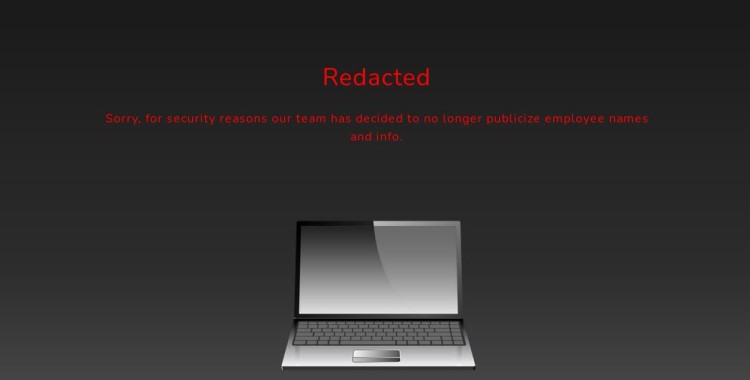 Redacted
Sorry, for security reasons our team has decided to no longer publicize employee names
and info.